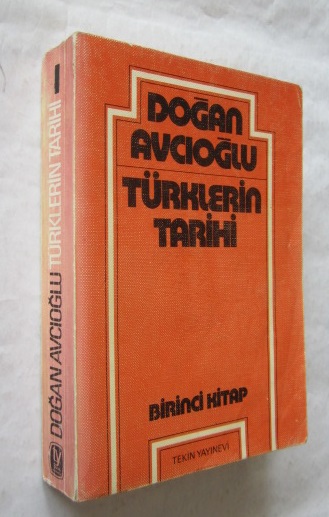 DOĞAN
AVCIOĞLU
TÜRKLERİN
TARİHİ
BİRİNCİ KİTAP
TEKİN YAYINEVİ
DOĞAN AVCIOĞLU TÜRKLERİN TARİHİ I